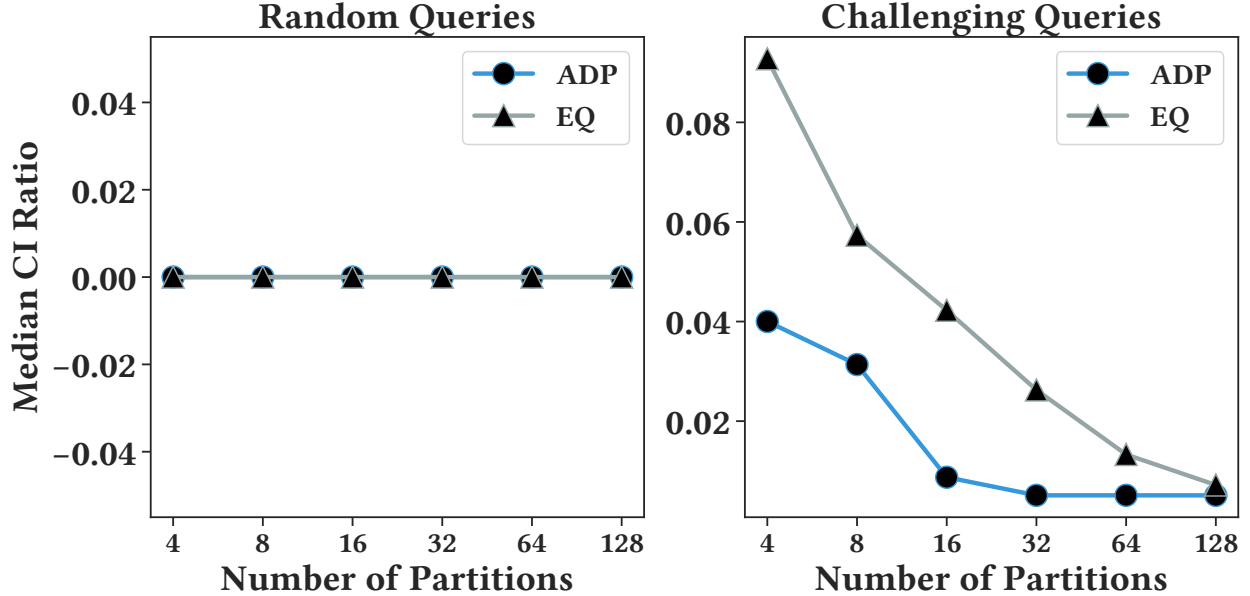 Random Queries
ADP
EQ
Median CI Ratio
0.04
0.02
0.00
−0.02
−0.04
4 8 16 32 64 128
Number of Partitions
Challenging Queries
ADP
EQ
0.08
0.06
0.04
0.02
4 8 16 32 64 128
Number of Partitions